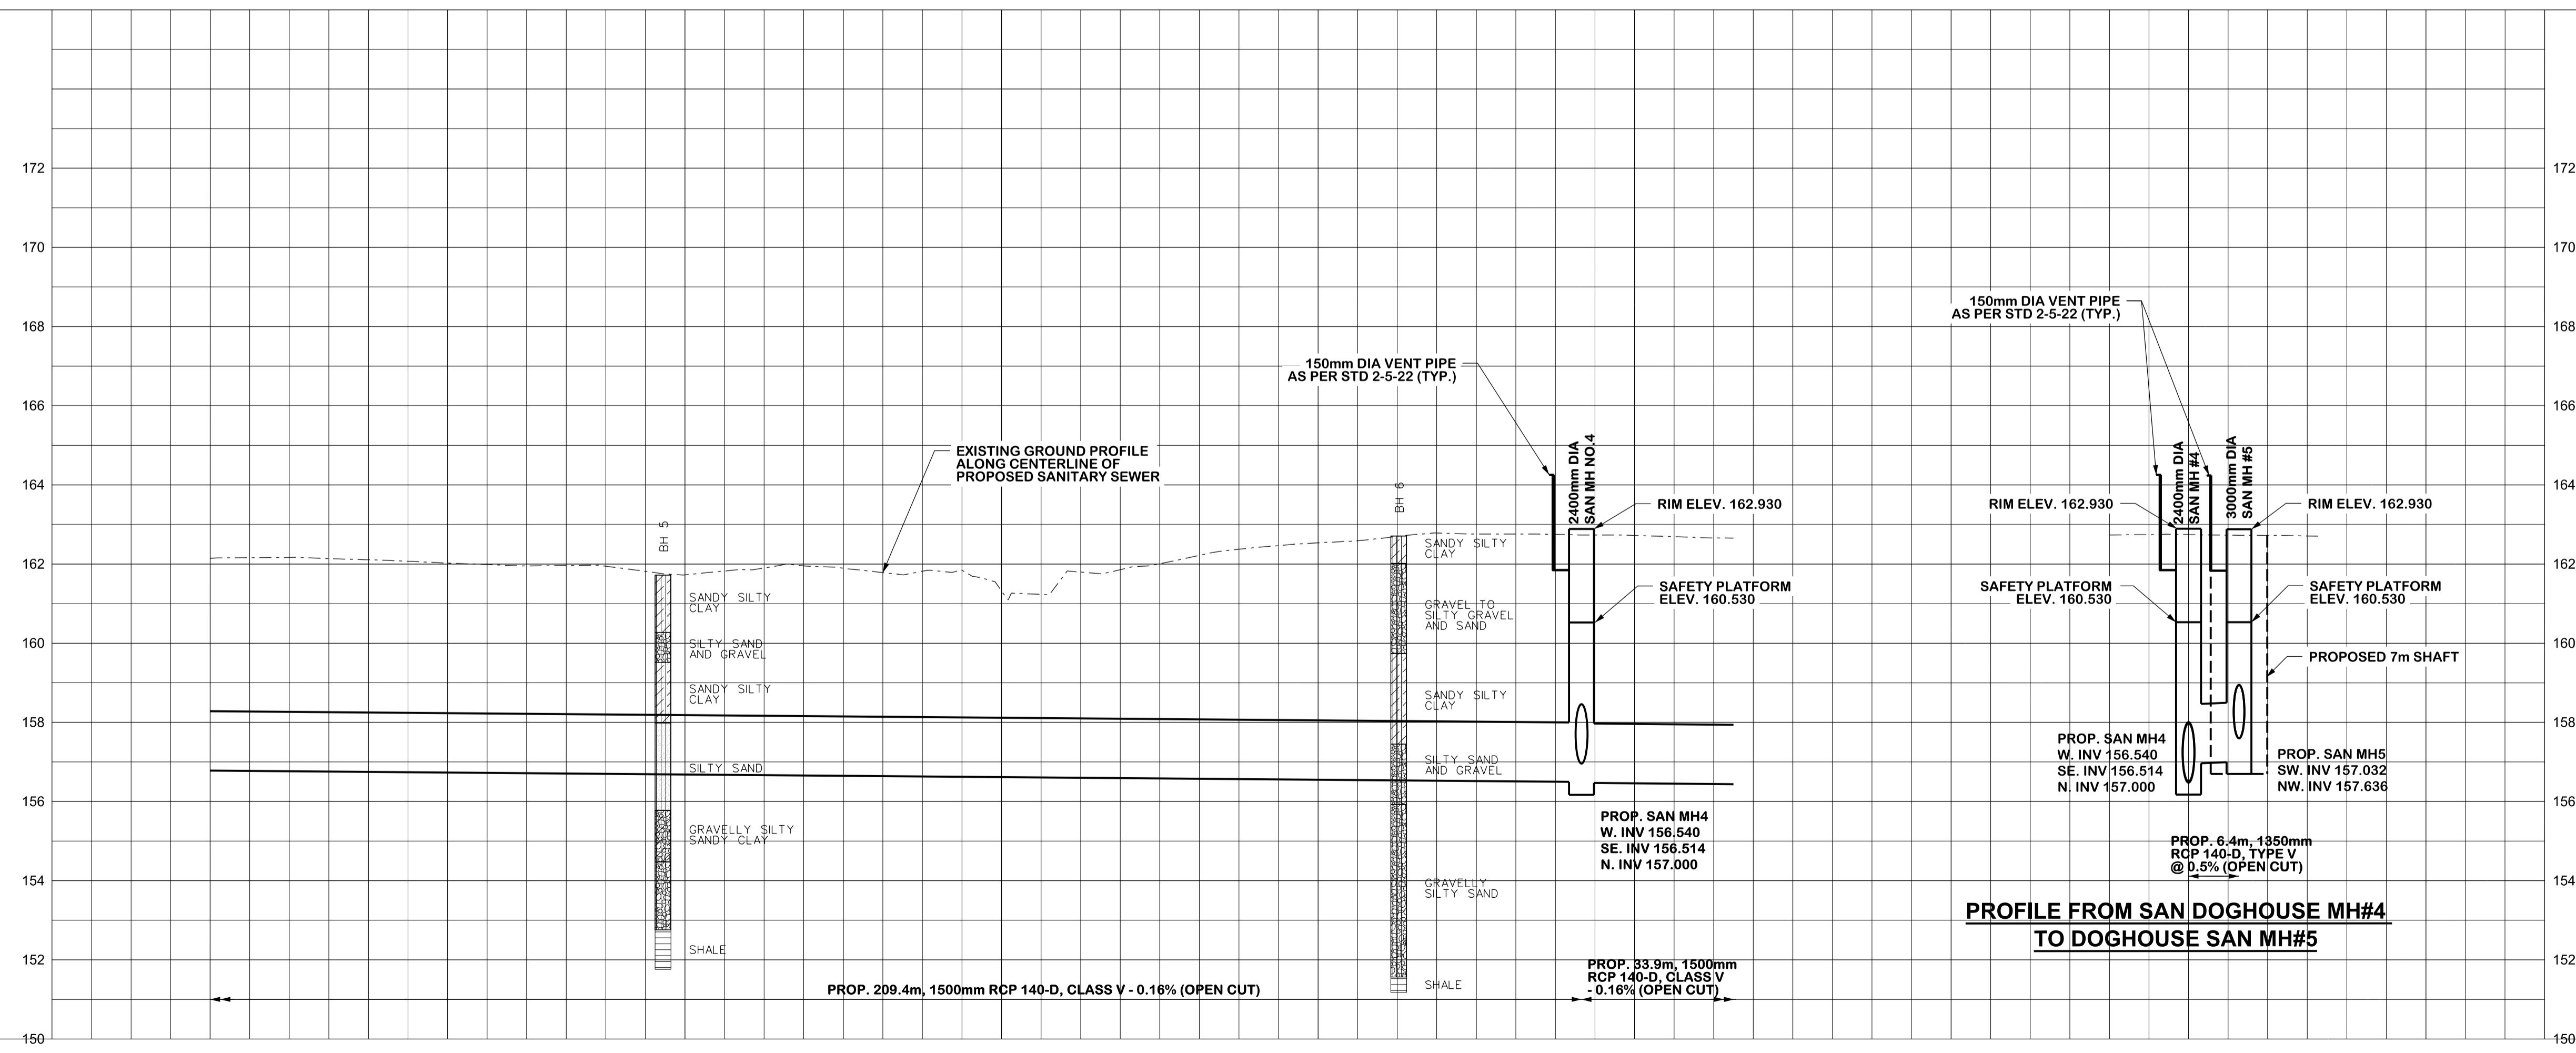 172
170
168
166
164
162
160
158
156
154
152
150
172
170
168
166
164
162
160
158
156
154
152
150
EXISTING GROUND PROFILE
ALONG CENTERLINE OF
PROPOSED SANITARY SEWER
BH 5
SANDY SILTY
CLAY
SILTY SAND
AND GRAVEL
SANDY SILTY
CLAY
SILTY SAND
GRAVELLY SILTY
SANDY CLAY
SHALE
PROP. 209.4m, 1500mm RCP 140-D, CLASS V - 0.16% (OPEN CUT)
BH 6
SANDY SILTY
CLAY
GRAVEL TO
SILTY GRAVEL
AND SAND
SANDY SILTY
CLAY
SILTY SAND
AND GRAVEL
GRAVELLY
SILTY SAND
SHALE
150mm DIA VENT PIPE
AS PER STD 2-5-22 (TYP.)
2400mm DIA
SAN MH NO.4
RIM ELEV. 162.930
SAFETY PLATFORM
ELEV. 160.530
PROP. SAN MH4
W. INV 156.540
SE. INV 156.514
N. INV 157.000
PROP. 33.9m, 1500mm
RCP 140-D, CLASS V
- 0.16% (OPEN CUT)
150mm DIA VENT PIPE
AS PER STD 2-5-22 (TYP.)
2400mm DIA
SAN MH #4
3000mm DIA
SAN MH #5
RIM ELEV. 162.930
RIM ELEV. 162.930
SAFETY PLATFORM
ELEV. 160.530
SAFETY PLATFORM
ELEV. 160.530
PROPOSED 7m SHAFT
PROP. SAN MH4
W. INV 156.540
SE. INV 156.514
N. INV 157.000
PROP. SAN MH5
SW. INV 157.032
NW. INV 157.636
PROP. 6.4m, 1350mm
RCP 140-D, TYPE V
@ 0.5% (OPEN CUT)
PROFILE FROM SAN DOGHOUSE MH#4
TO DOGHOUSE SAN MH#5